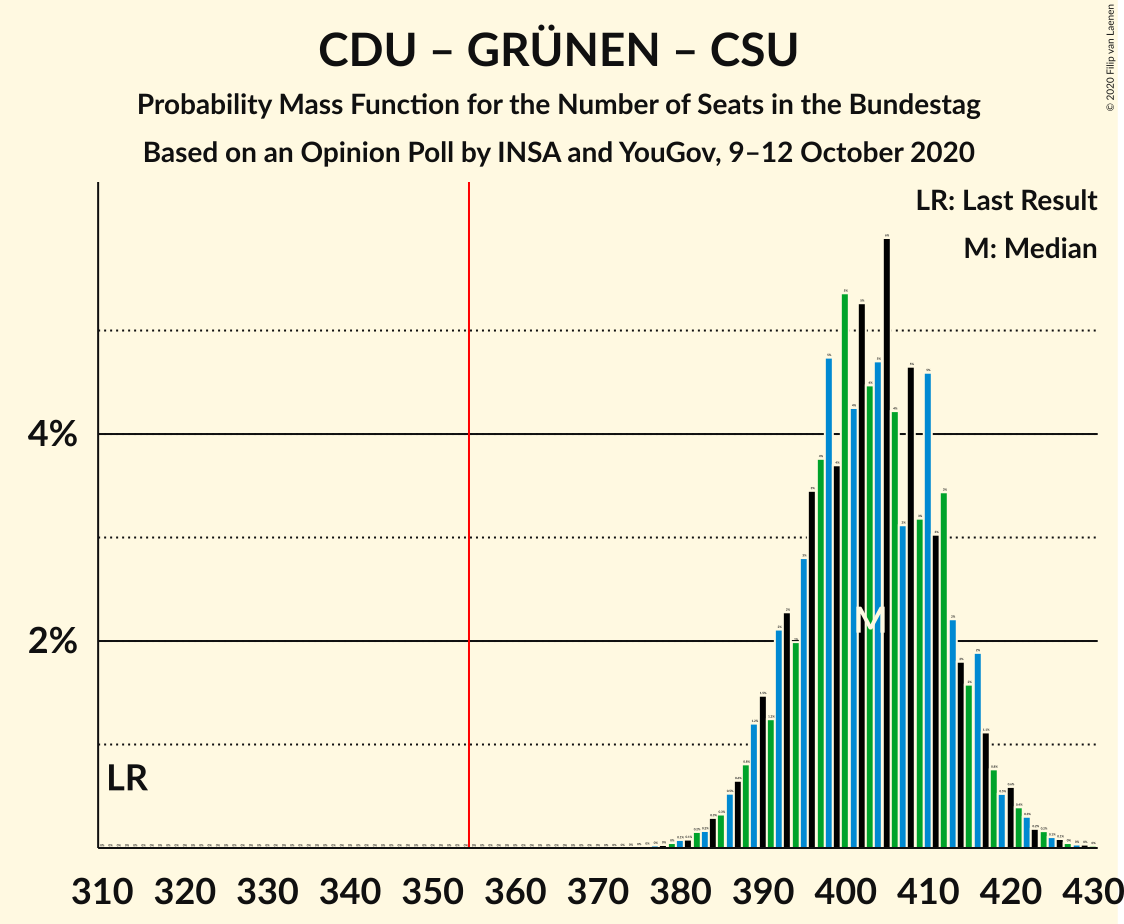 CDU – GRÜNEN – CSU
Probability Mass Function for the Number of Seats in the Bundestag
Based on an Opinion Poll by INSA and YouGov, 9–12 October 2020
© 2020 Filip van Laenen
LR: Last Result
M: Median
4%
2%
M
LR
310 320 330 340 350 360 370 380 390 400 410 420 430